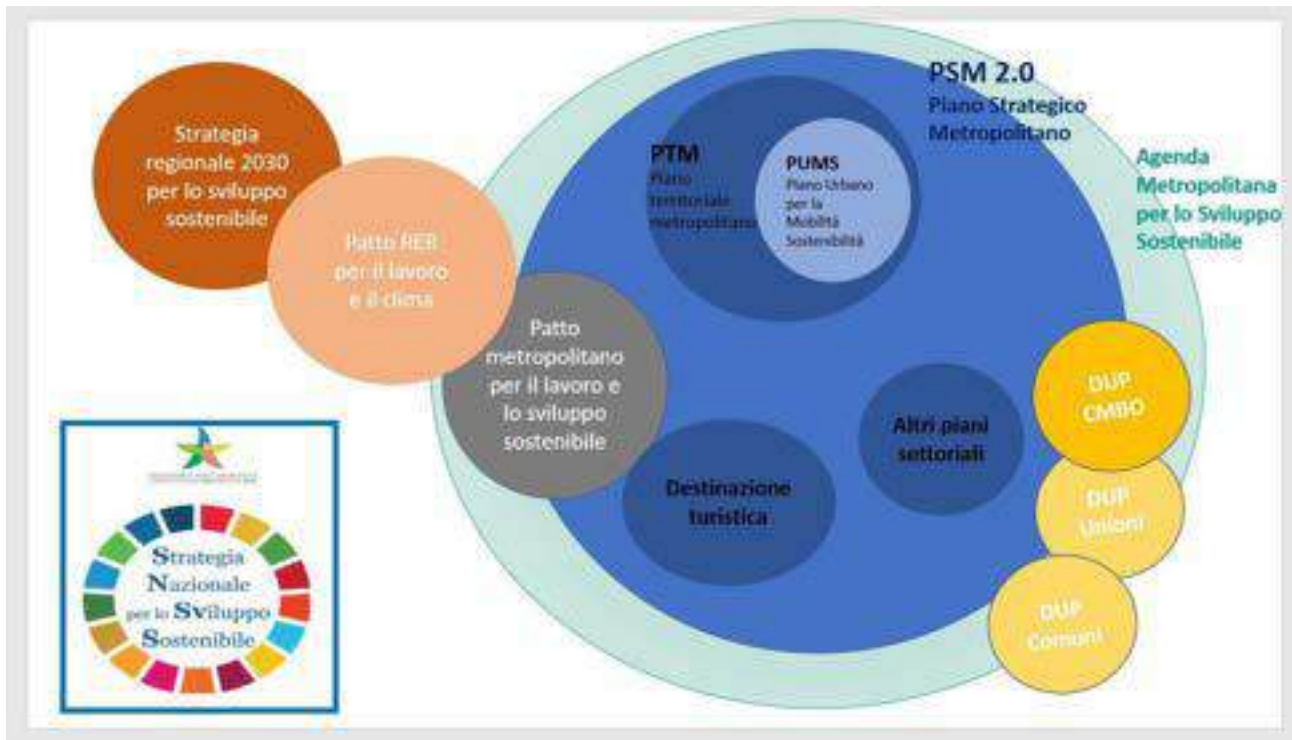 Strategia
regionale 2030
per lo sviluppo
sostenibile
Patto RER
per il lavoro
e il clima
Patto
metropolitano
per il lavoro e
lo sviluppo
sostenibile
PTM
Piano
territoriale
metropolitano
PUMS
Piano Urbano
per la
Mobilità
Sostenibilità
PSM 2.0
Piano Strategico
Metropolitano
Agenda
Metropolitana
per lo Sviluppo
Sostenibile
Destinazione
turistica
Altri piani
settoriali
DUP
CMBO
DUP
Unioni
DUP
Comuni
Strategia
Nazionale
per lo Sviluppo
Sostenibile